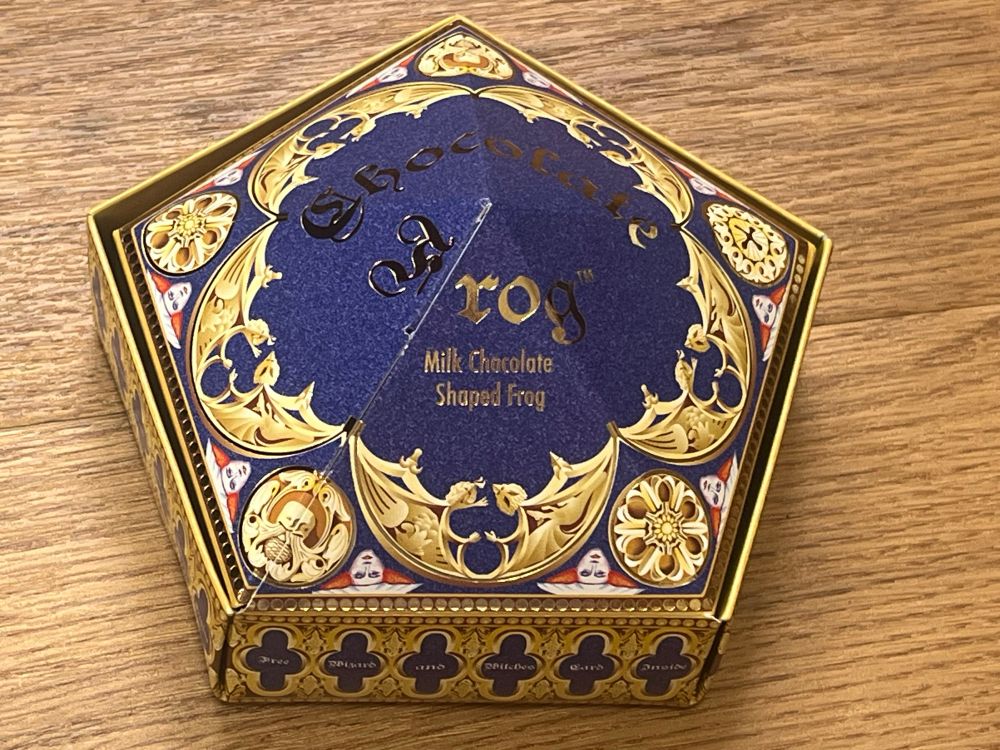 Chocolate
Frog™
Milk Chocolate
Shaped Frog
Free Wizard and Witches Card Inside